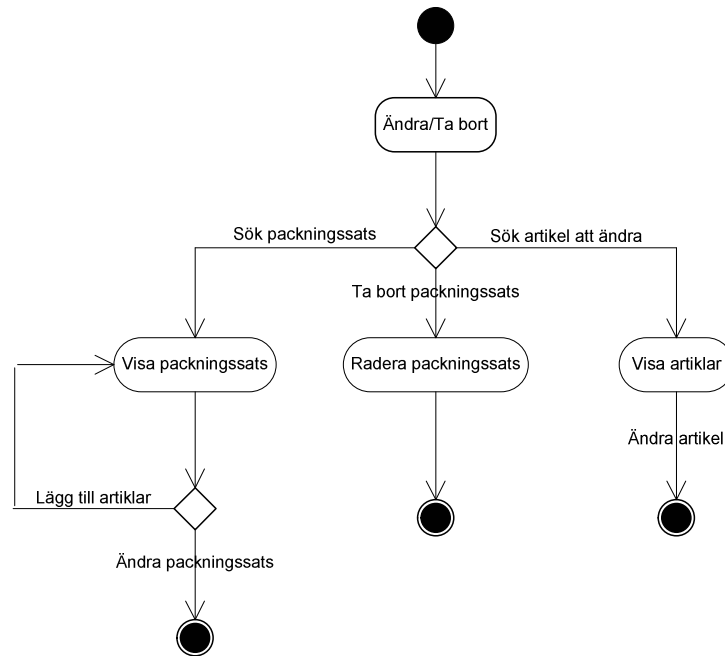 Ändra/Ta bort
Sök packningssats
Sök artikel att ändra
Ta bort packningssats
Visa packningssats
Radera packningssats
Visa artiklar
Ändra artikel
Lägg till artiklar
Ändra packningssats